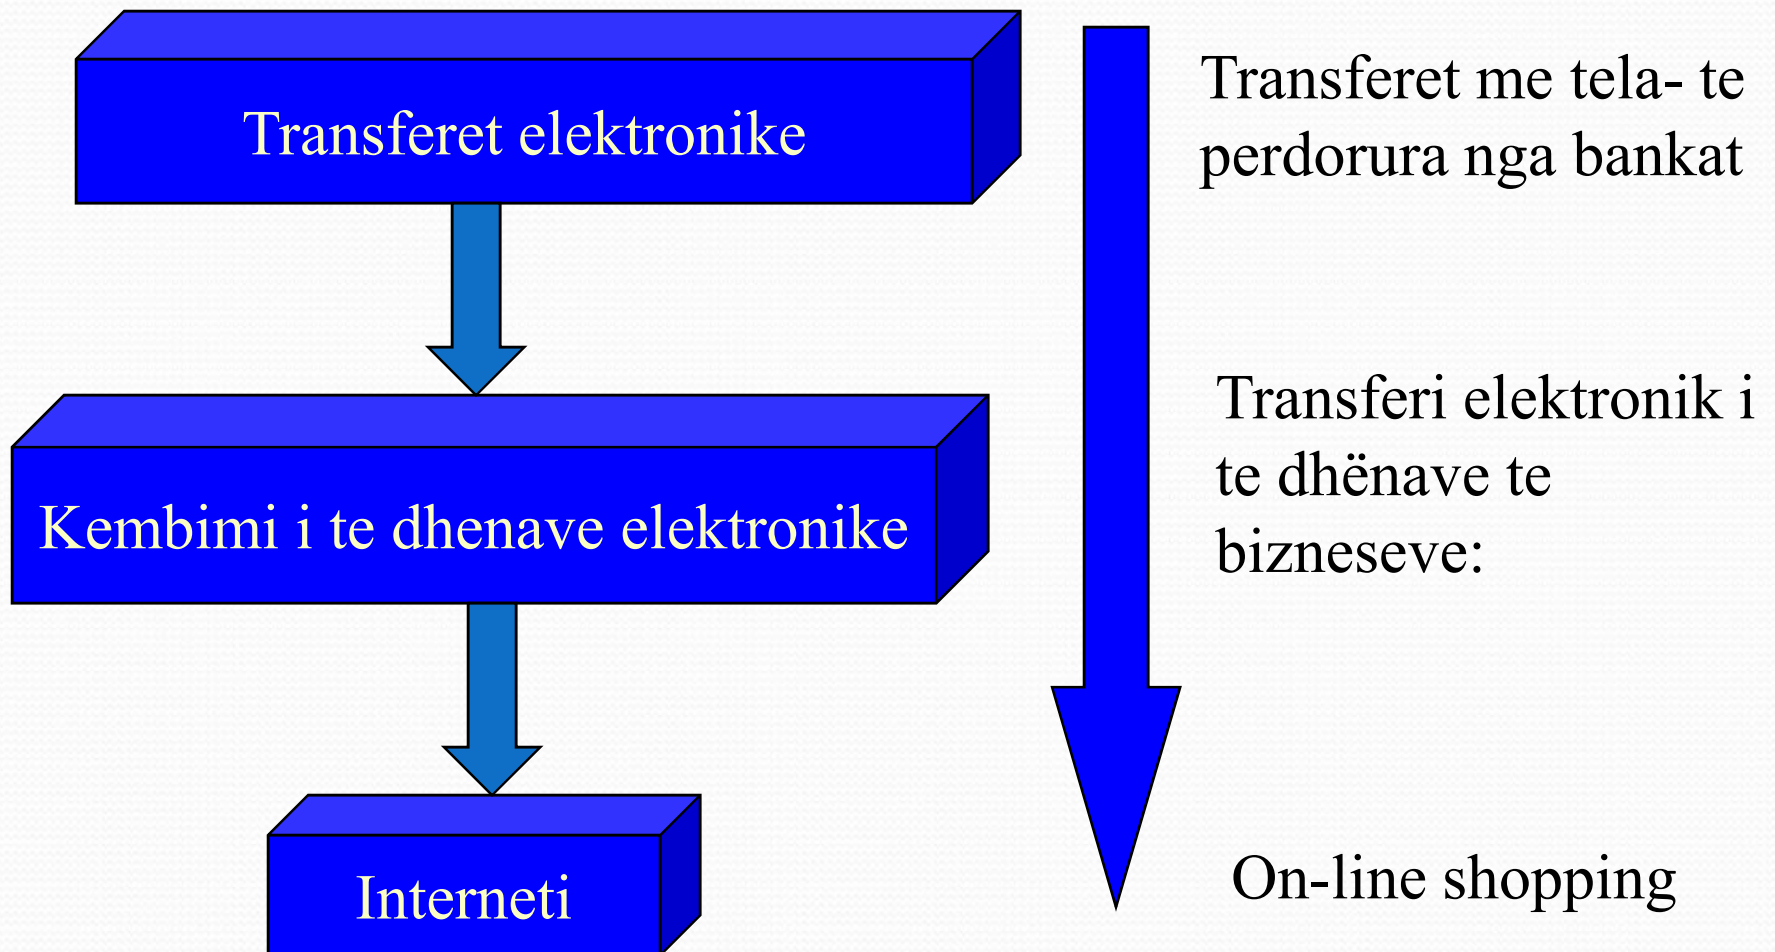 Transferet elektronike
Transferet me tela- te
perdorura nga bankat
Kembimi i te dhenave elektronike
Transferi elektronik i
te dhënave te
bizneseve:
Interneti
On-line shopping